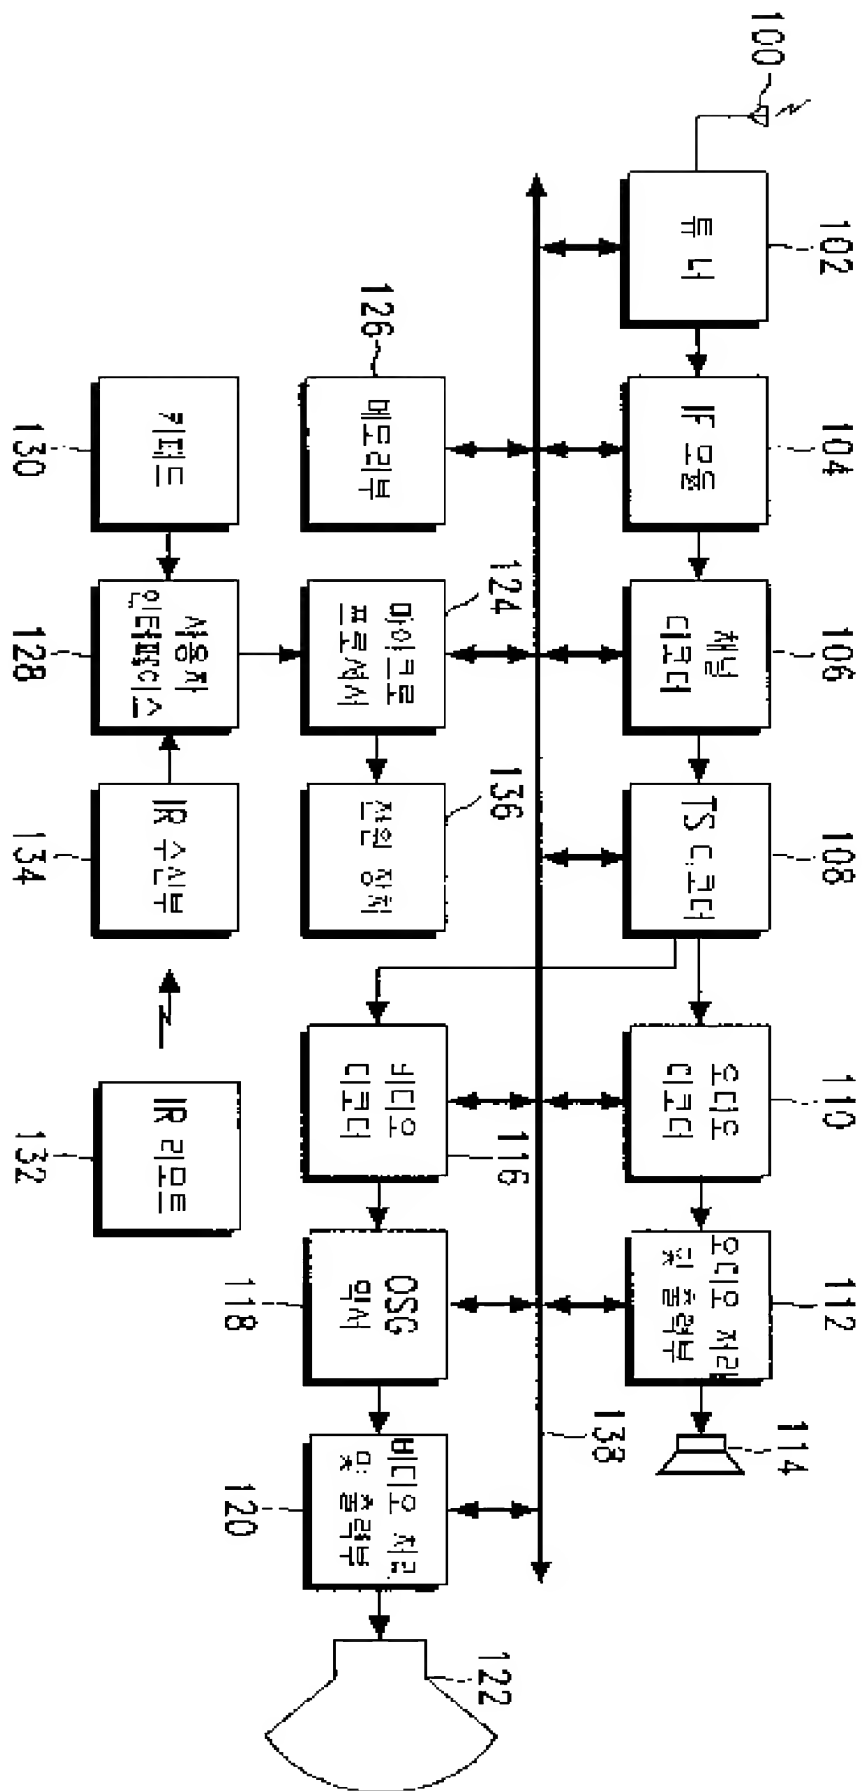 100
102
튜 너
104
IF 모듈
106
채널
디코더
108
TS 디코더
110
오디오
디코더
112
오디오 처리
및 출력부
114
138
126
메모리부
124
마이크로
프로세서
136
전원 장치
116
비디오
디코더
118
OSG
믹서
120
비디오 처리
및 출력부
122
130
키패드
128
사용자
인터페이스
134
IR 수신부
132
IR 리모트